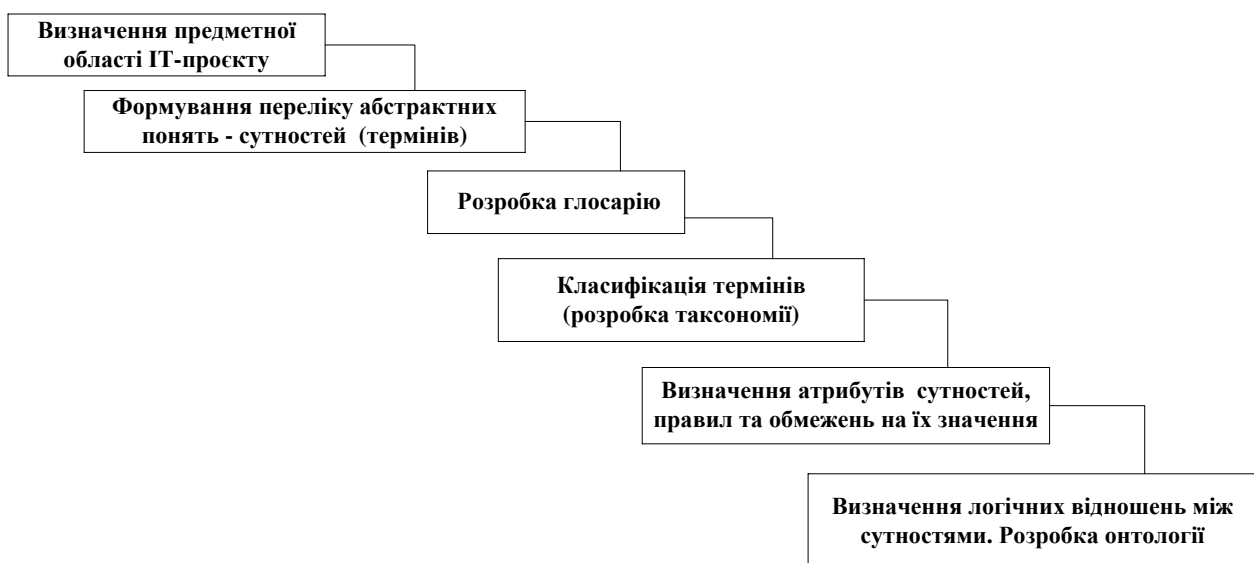 Визначення предметної
області ІТ-проєкту
Формування переліку абстрактних
понять - сутностей (термінів)
Розробка глосарію
Класифікація термінів
(розробка таксономії)
Визначення атрибутів сутностей,
правил та обмежень на їх значення
Визначення логічних відношень між
сутностями. Розробка онтології